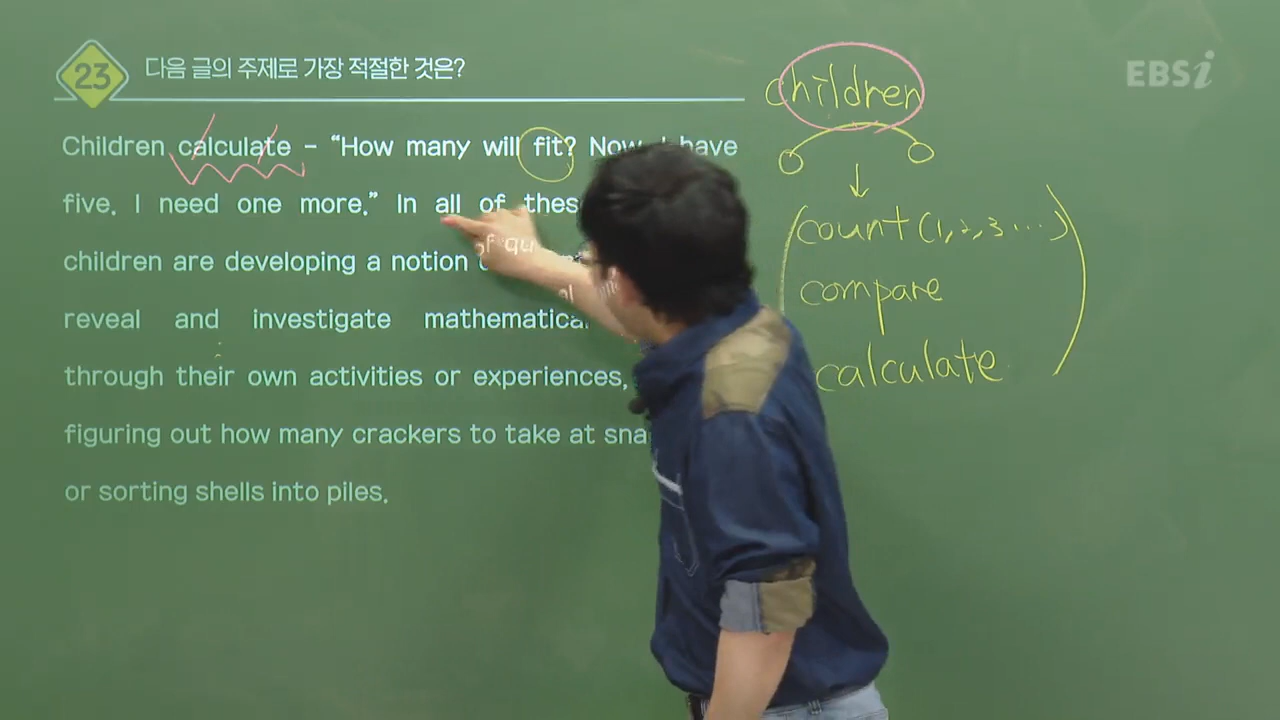 23 다음 글의 주제로 가장 적절한 것은?
EBSi
Children calculate – “How many will fit? Now I have
five. I need one more.” In all of
children are developing a notion
reveal and investigate mathematical
through their own activities or experiences,
figuring out how many crackers to take at
or sorting shells into piles.
children
count (1, 2, 3 ...)
compare
calculate